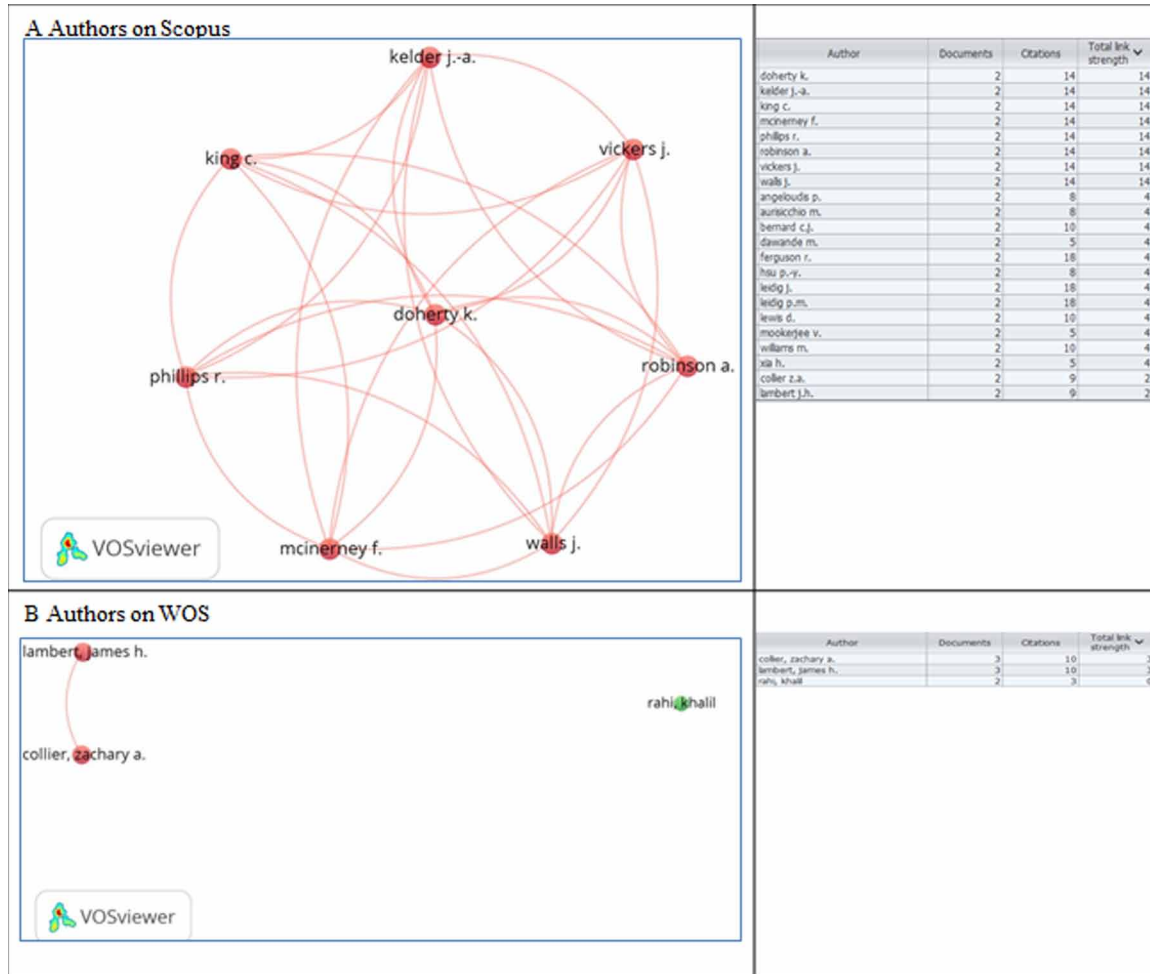 A Authors on Scopus
kelder j.-a.
king c.
vickers j.
doherty k.
phillips r.
robinson a.
mcinerney f.
walls j.
VOSviewer
Author Documents Citations Total link strength
doherty k. 2 14 14
kelder j.-a. 2 14 14
king c. 2 14 14
mcinerney f. 2 14 14
phillips r. 2 14 14
robinson a. 2 14 14
vickers j. 2 14 14
walls j. 2 14 14
angeloudis p. 2 8 4
aurisicchio m. 2 8 4
bernard c.j. 2 10 4
dawande m. 2 5 4
ferguson r. 2 18 4
hsu p.-y. 2 8 4
leidig j. 2 18 4
leidig p.m. 2 18 4
lewis d. 2 10 4
mookerjee v. 2 5 4
williams m. 2 10 4
xia h. 2 5 4
collier z.a. 2 9 2
lambert j.h. 2 9 2
B Authors on WOS
lambert, james h.
rahi, khalil
collier, zachary a.
VOSviewer
Author Documents Citations Total link strength
collier, zachary a. 3 10
lambert, james h. 3 10
rahi, khalil 2 3